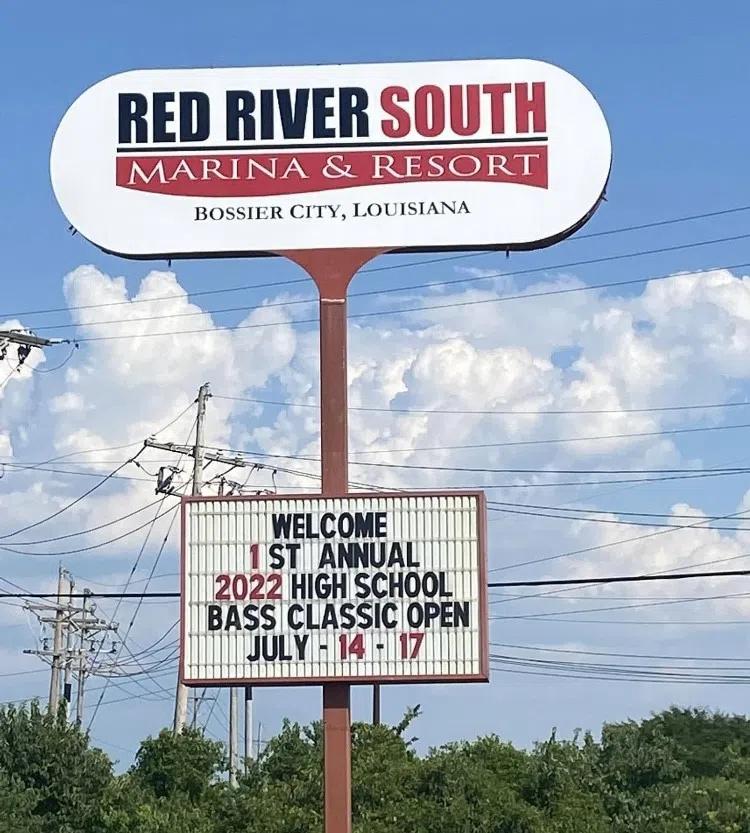 RED RIVER SOUTH
MARINA & RESORT
BOSSIER CITY, LOUISIANA
WELCOME
1 ST ANNUAL
2022 HIGH SCHOOL
BASS CLASSIC OPEN
JULY - 14 - 17